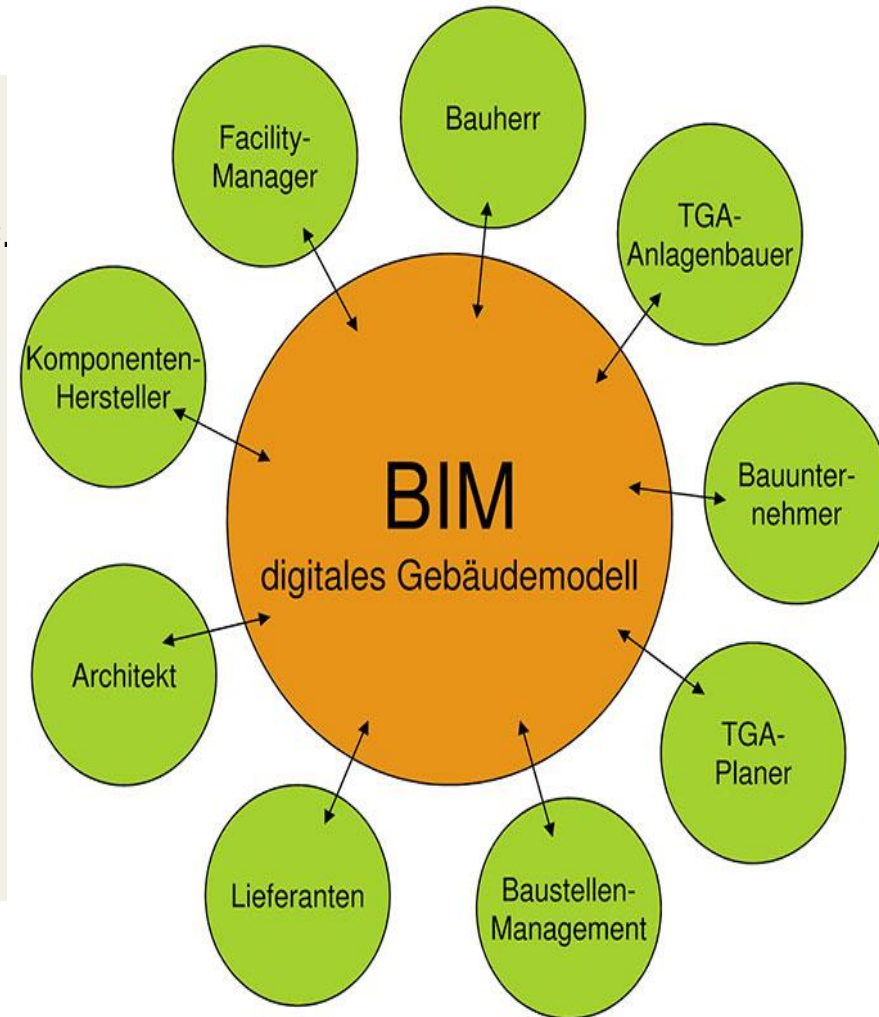 Bauherr
Facility-
Manager
TGA-
Anlagenbauer
Komponenten-
Hersteller
BIM
digitales Gebäudemodell
Bauunter-
nehmer
Architekt
TGA-
Planer
Lieferanten
Baustellen-
Management